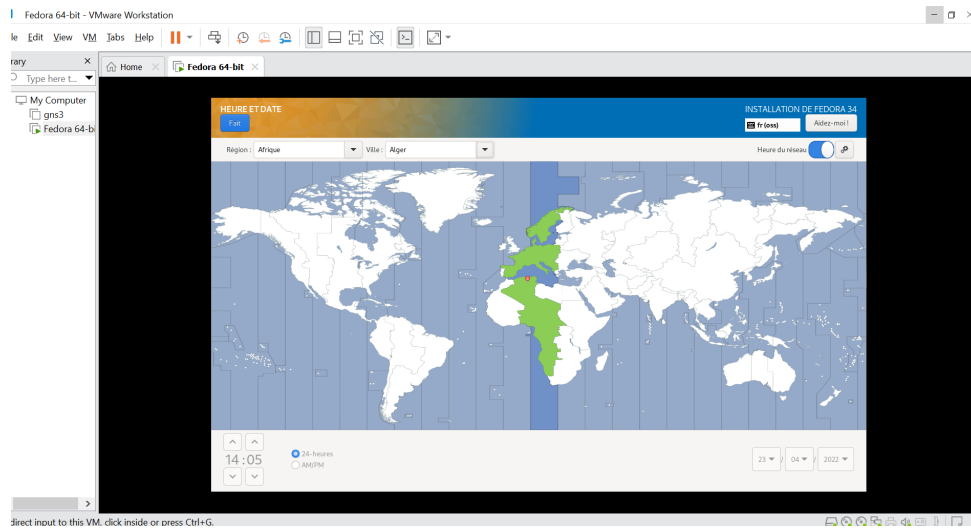 Fedora 64-bit - VMware Workstation
Edit View VM Tabs Help
Home
Fedora 64-bit
Type here t...
My Computer
gns3
Fedora 64-bi
HEURE ET DATE
INSTALLATION DE FEDORA 34
Fait
fr (oss)
Aidez-moi !
Région : Afrique
Ville : Alger
Heure du réseau
14:05
24-heures
AM/PM
23 / 04 / 2022
direct input to this VM, click inside or press Ctrl+G.